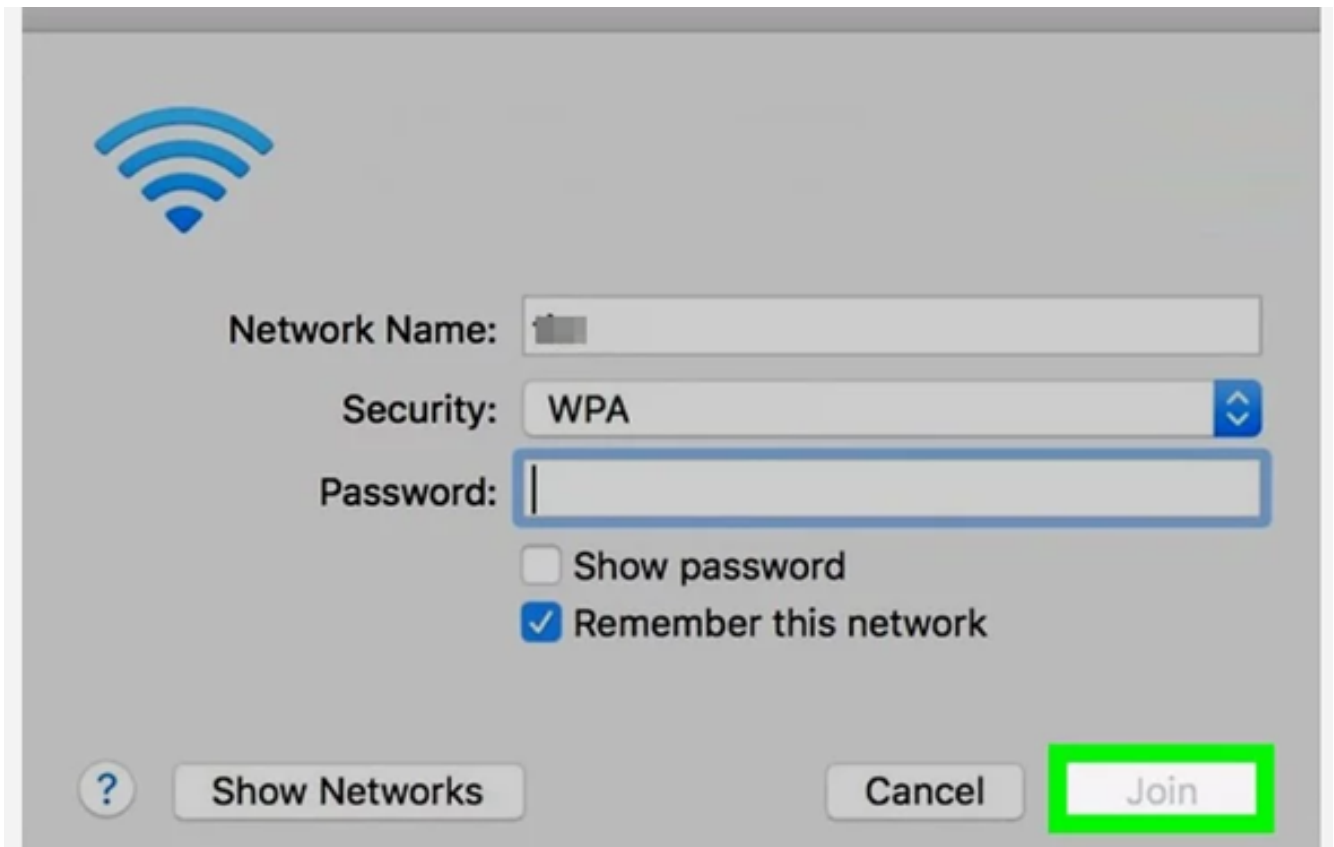 Network Name:
Security: WPA
Password:
Show password
Remember this network
? Show Networks Cancel Join